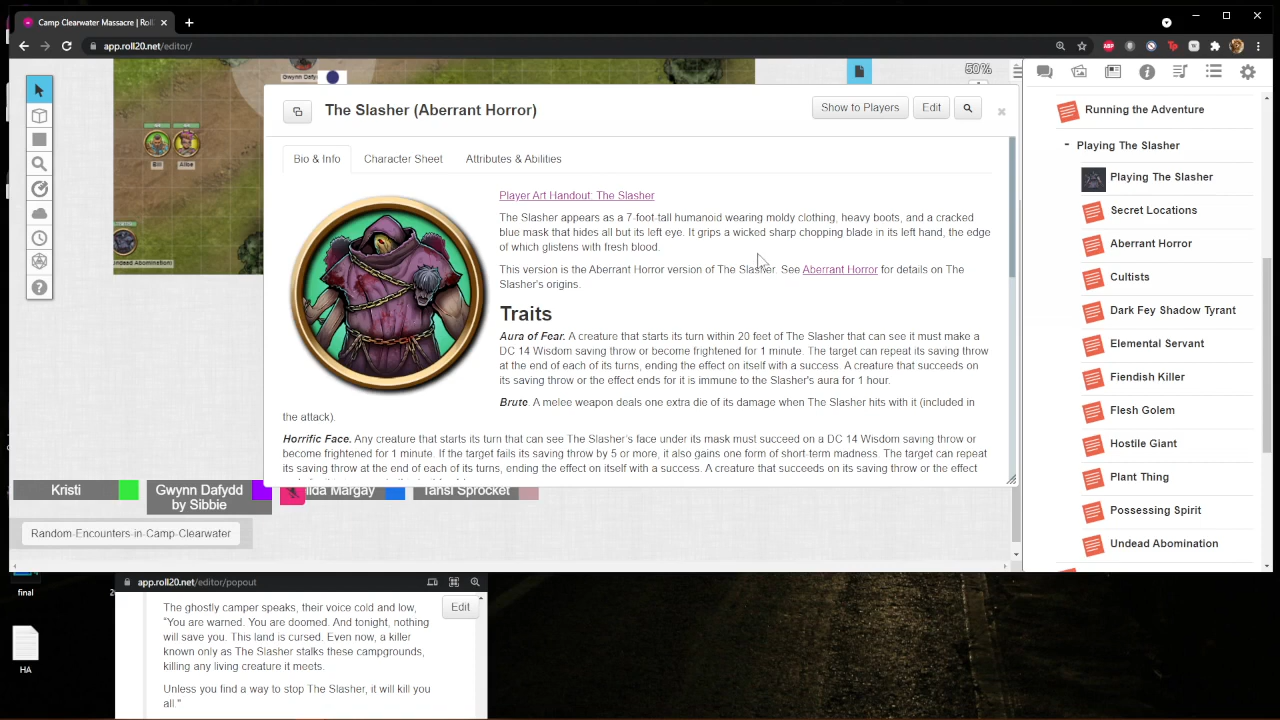 Camp Clearwater Massacre | Roll
app.roll20.net/editor/
Gwynn Dafy
50%
Bill
Albe
Undead Abomination)
The Slasher (Aberrant Horror)
Show to Players
Edit
Bio & Info
Character Sheet
Attributes & Abilities
Player Art Handout: The Slasher
The Slasher appears as a 7-foot-tall humanoid wearing moldy clothing, heavy boots, and a cracked
blue mask that hides all but its left eye. It grips a wicked sharp chopping blade in its left hand, the edge
of which glistens with fresh blood.
This version is the Aberrant Horror version of The Slasher. See Aberrant Horror for details on The
Slasher's origins.
Traits
Aura of Fear. A creature that starts its turn within 20 feet of The Slasher that can see it must make a
DC 14 Wisdom saving throw or become frightened for 1 minute. The target can repeat its saving throw
at the end of each of its turns, ending the effect on itself with a success. A creature that succeeds on
its saving throw or the effect ends for it is immune to the Slasher's aura for 1 hour.
Brute. A melee weapon deals one extra die of its damage when The Slasher hits with it (included in
the attack).
Horrific Face. Any creature that starts its turn that can see The Slasher's face under its mask must succeed on a DC 14 Wisdom saving throw or
become frightened for 1 minute. If the target fails its saving throw by 5 or more, it also gains one form of short-term madness. The target can repeat
its saving throw at the end of each of its turns, ending the effect on itself with a success. A creature that succeeds on its saving throw or the effect
Running the Adventure
- Playing The Slasher
Playing The Slasher
Secret Locations
Aberrant Horror
Cultists
Dark Fey Shadow Tyrant
Elemental Servant
Fiendish Killer
Flesh Golem
Hostile Giant
Plant Thing
Possessing Spirit
Undead Abomination
Kristi
Gwynn Dafydd
by Sibbie
ilda Margay
Tansi Sprocket
Random-Encounters-in-Camp-Clearwater
final
HA
app.roll20.net/editor/popout
Edit
The ghostly camper speaks, their voice cold and low,
"You are warned. You are doomed. And tonight, nothing
will save you. This land is cursed. Even now, a killer
known only as The Slasher stalks these campgrounds,
killing any living creature it meets.
Unless you find a way to stop The Slasher, it will kill you
all."